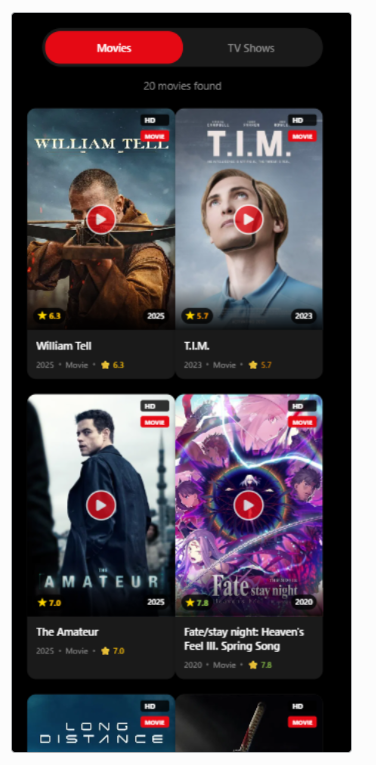 Movies
TV Shows
20 movies found
HD
MOVIE
WILLIAM TELL
6.3
2025
William Tell
2025 • Movie • 6.3
HD
MOVIE
T.I.M.
5.7
2023
T.I.M.
2023 • Movie • 5.7
HD
MOVIE
THE
AMATEUR
7.0
2025
The Amateur
2025 • Movie • 7.0
HD
MOVIE
Fate stay night
7.8
2020
Fate/stay night: Heaven's
Feel III. Spring Song
2020 • Movie • 7.8
HD
MOVIE
LONG
DISTANCE
HD
MOVIE